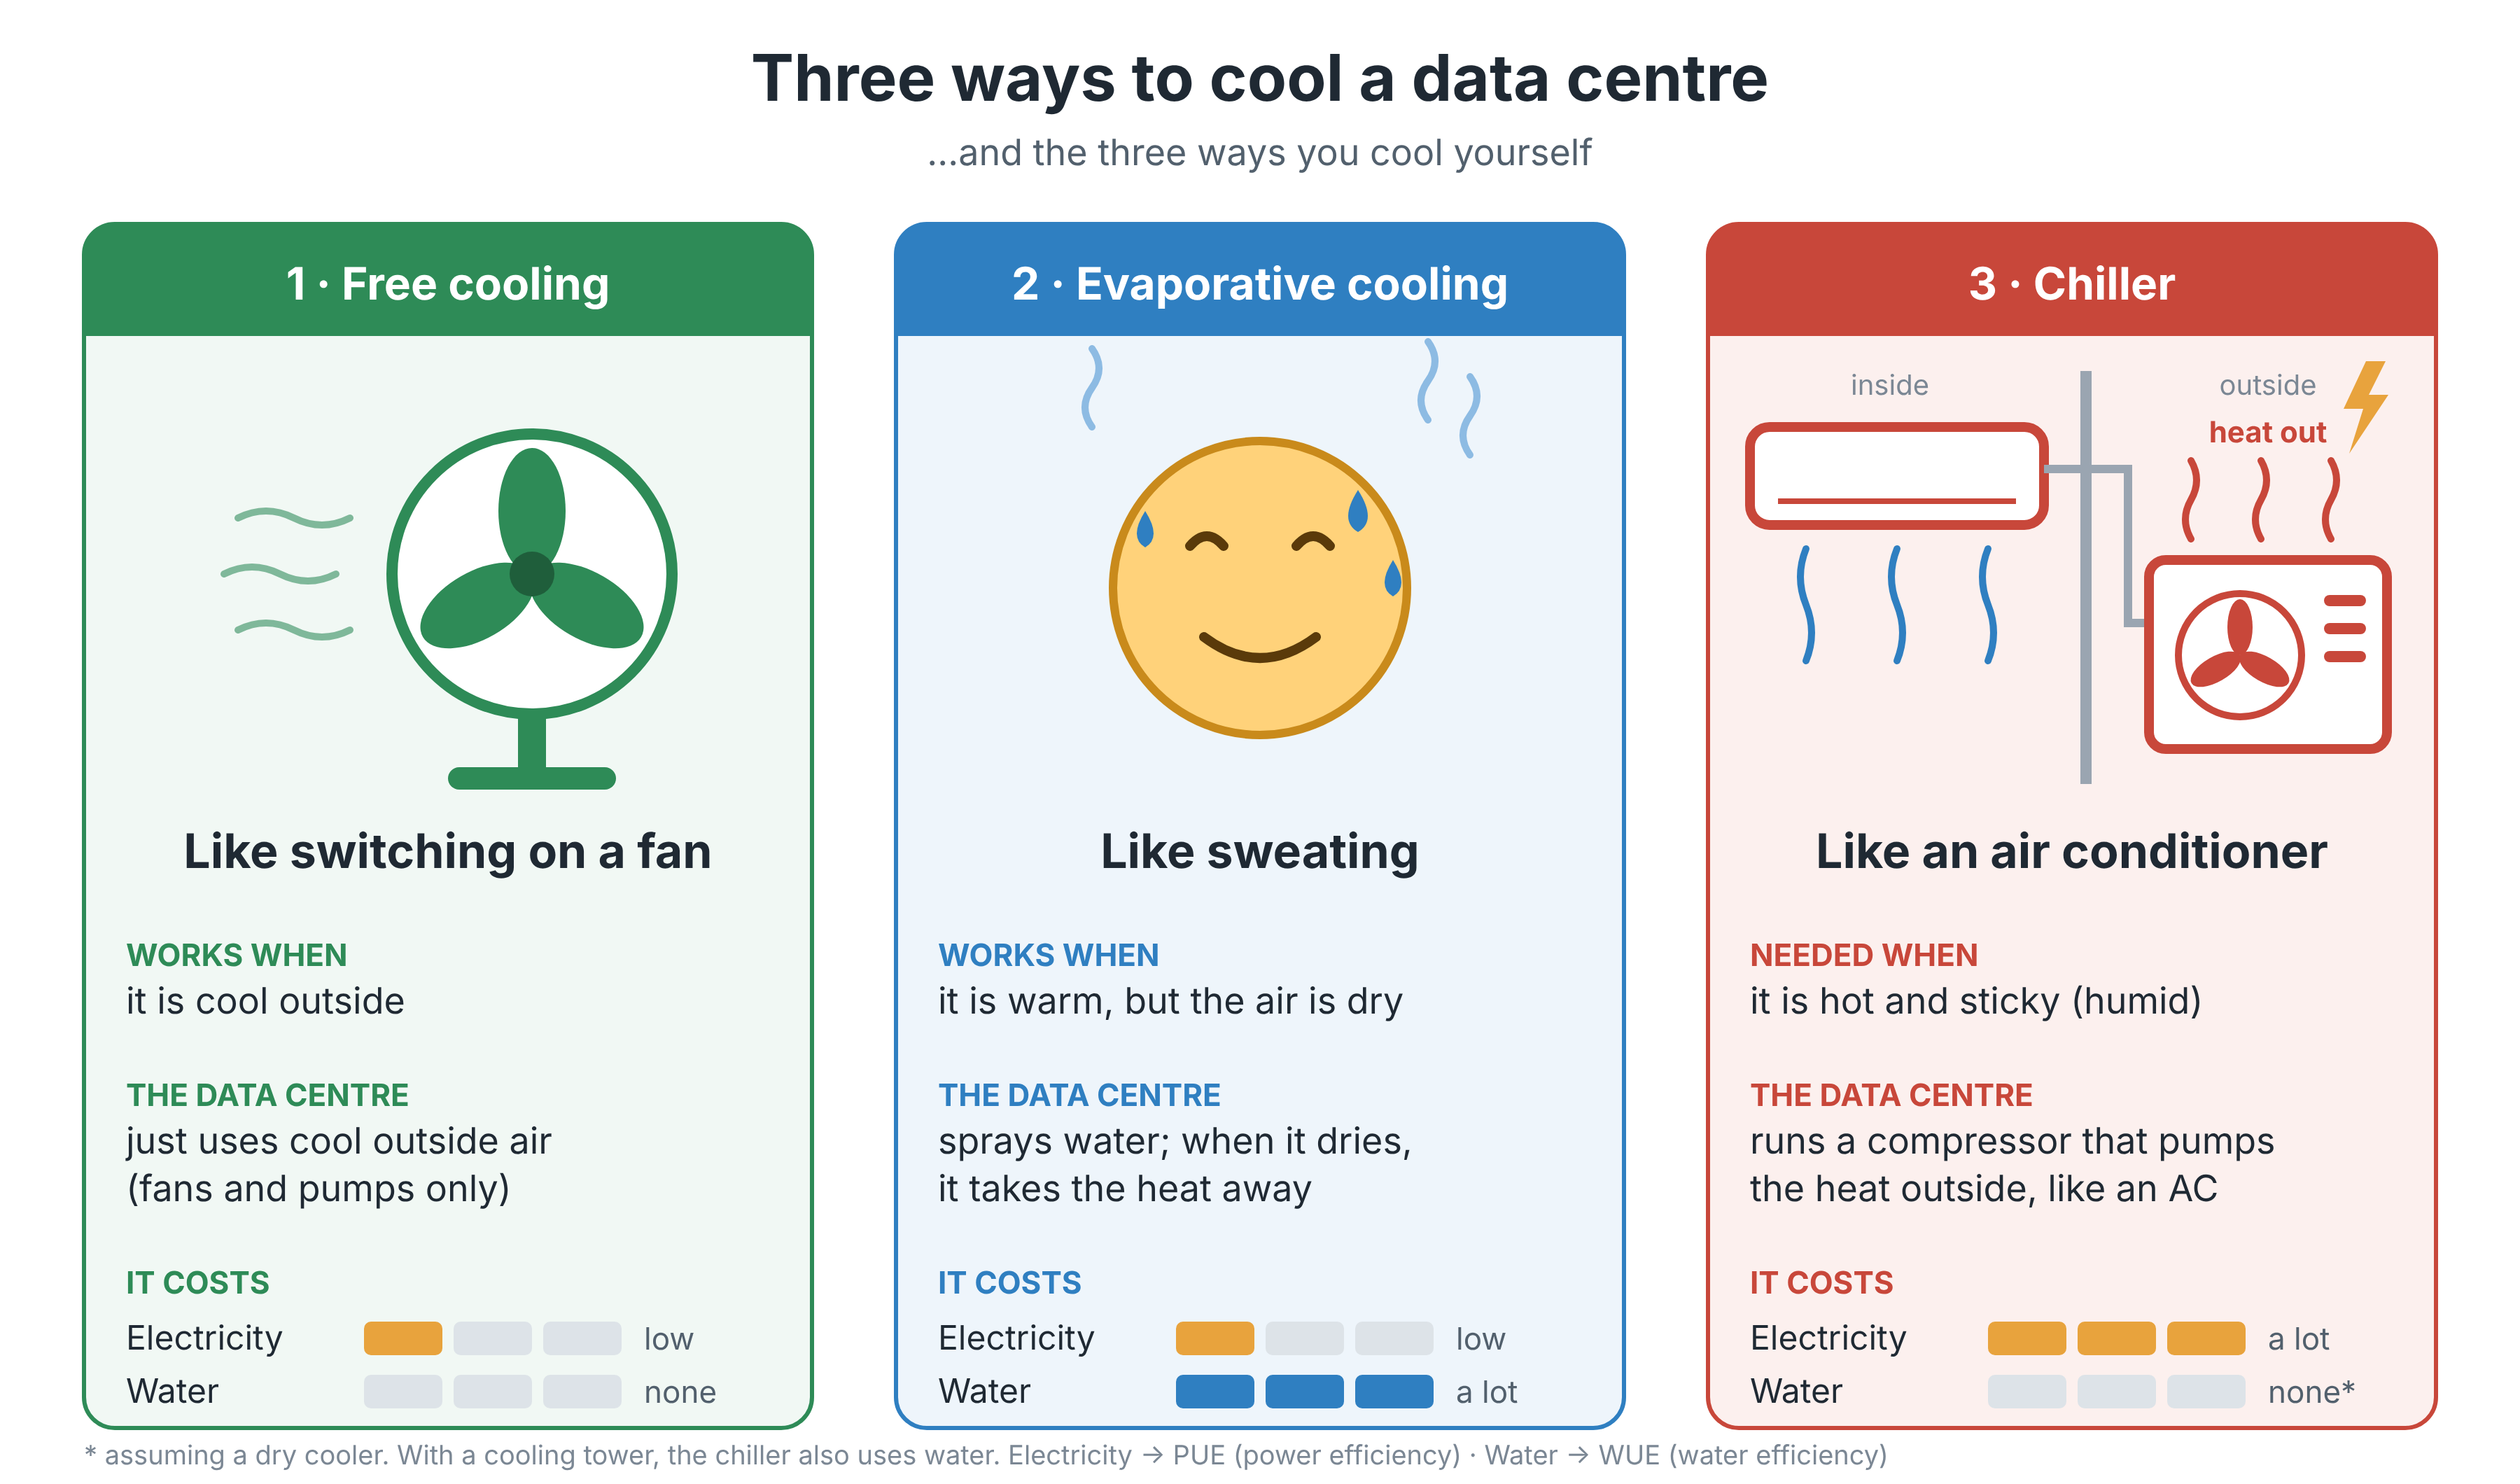 Three ways to cool a data centre
...and the three ways you cool yourself
1 · Free cooling
Like switching on a fan
WORKS WHEN
it is cool outside
THE DATA CENTRE
just uses cool outside air
(fans and pumps only)
IT COSTS
Electricity low
Water none
2 · Evaporative cooling
Like sweating
WORKS WHEN
it is warm, but the air is dry
THE DATA CENTRE
sprays water; when it dries,
it takes the heat away
IT COSTS
Electricity low
Water a lot
3 · Chiller
inside
outside
heat out
Like an air conditioner
NEEDED WHEN
it is hot and sticky (humid)
THE DATA CENTRE
runs a compressor that pumps
the heat outside, like an AC
IT COSTS
Electricity a lot
Water none*
* assuming a dry cooler. With a cooling tower, the chiller also uses water. Electricity → PUE (power efficiency) · Water → WUE (water efficiency)